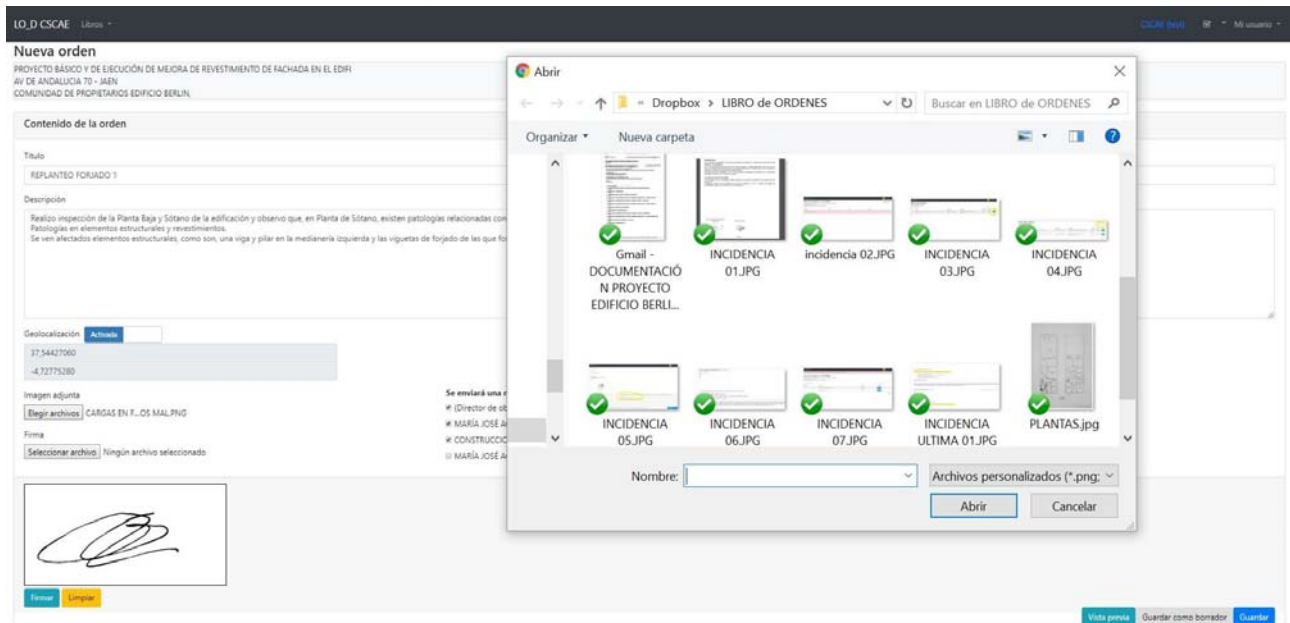 LO_D CSCAE Libros
CSCAE (test) Mi usuario
Nueva orden
PROYECTO BÁSICO Y DE EJECUCIÓN DE MEJORA DE REVESTIMIENTO DE FACHADA EN EL EDIFI
AV DE ANDALUCIA 70 - JAEN
COMUNIDAD DE PROPIETARIOS EDIFICIO BERLIN,
Contenido de la orden
Título
REPLANTEO FORJADO 1
Descripción
Realizo inspección de la Planta Baja y Sótano de la edificación y observo que, en Planta de Sótano, existen patologías relacionadas con
Patologías en elementos estructurales y revestimientos.
Se ven afectados elementos estructurales, como son, una viga y pilar en la medianería izquierda y las viguetas de forjado de las que fo
Geolocalización Activada
37,54427060
-4,72775280
Imagen adjunta
Elegir archivos CARGAS EN F...OS MAL.PNG
Firma
Seleccionar archivo Ningún archivo seleccionado
Se enviará una
(Director de ob
MARÍA JOSÉ A
CONSTRUCCIO
MARÍA JOSÉ A
Firmar Limpiar
Vista previa Guardar como borrador Guardar
Abrir
« Dropbox > LIBRO de ORDENES
Buscar en LIBRO de ORDENES
Organizar Nueva carpeta
Gmail -
DOCUMENTACIÓ
N PROYECTO
EDIFICIO BERLI...
INCIDENCIA
01.JPG
incidencia 02.JPG
INCIDENCIA
03.JPG
INCIDENCIA
04.JPG
INCIDENCIA
05.JPG
INCIDENCIA
06.JPG
INCIDENCIA
07.JPG
INCIDENCIA
ULTIMA 01.JPG
PLANTAS.jpg
Nombre:
Archivos personalizados (*.png;
Abrir Cancelar